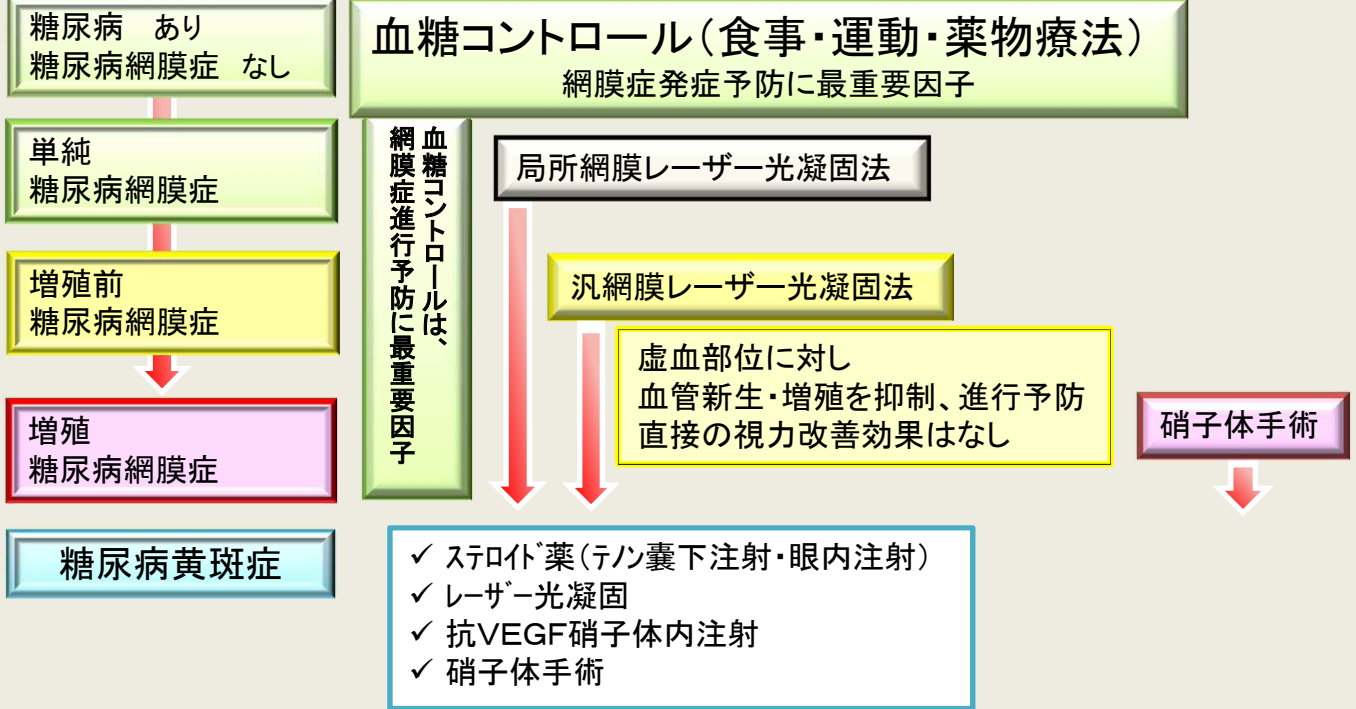 糖尿病　あり
糖尿病網膜症　なし
血糖コントロール（食事・運動・薬物療法）
網膜症発症予防に最重要因子
単純
糖尿病網膜症
血糖コントロールは、
網膜症進行予防に最重要因子
局所網膜レーザー光凝固法
増殖前
糖尿病網膜症
汎網膜レーザー光凝固法
虚血部位に対し
血管新生・増殖を抑制、進行予防
直接の視力改善効果はなし
増殖
糖尿病網膜症
硝子体手術
糖尿病黄斑症
✓ ｽﾃﾛｲﾄﾞ薬（ﾃﾉﾝ嚢下注射・眼内注射）
✓ ﾚｰｻﾞｰ光凝固
✓ 抗ＶＥＧＦ硝子体内注射
✓ 硝子体手術